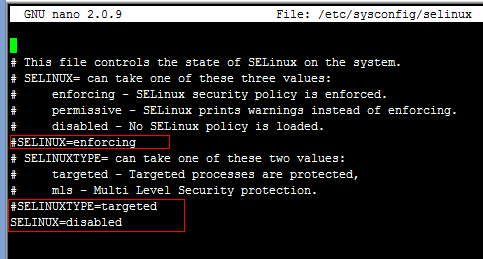 GNU nano 2.0.9 File: /etc/sysconfig/selinux
# This file controls the state of SELinux on the system.
# SELINUX= can take one of these three values:
#     enforcing - SELinux security policy is enforced.
#     permissive - SELinux prints warnings instead of enforcing.
#     disabled - No SELinux policy is loaded.
#SELINUX=enforcing
# SELINUXTYPE= can take one of these two values:
#     targeted - Targeted processes are protected,
#     mls - Multi Level Security protection.
#SELINUXTYPE=targeted
SELINUX=disabled